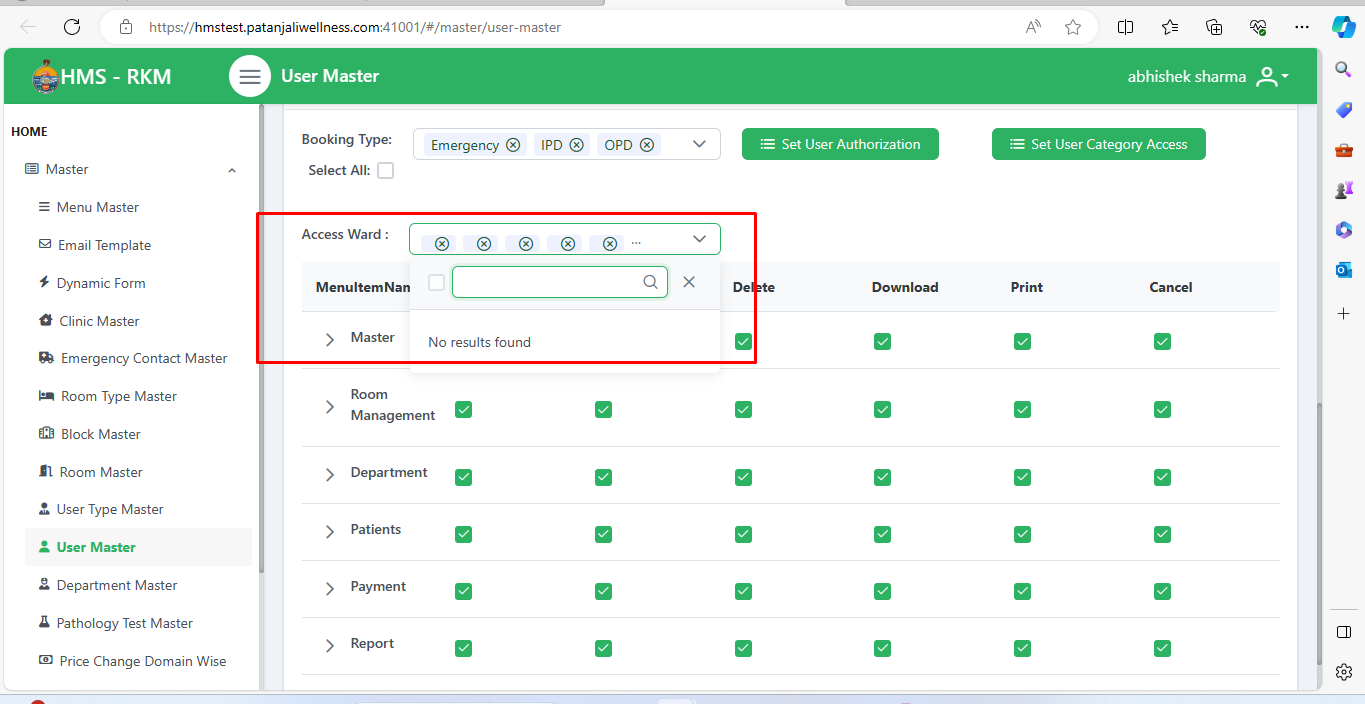 https://hmstest.patanjaliwellness.com:41001/#/master/user-master
HMS - RKM
User Master
abhishek sharma
HOME
Master
Menu Master
Email Template
Dynamic Form
Clinic Master
Emergency Contact Master
Room Type Master
Block Master
Room Master
User Type Master
User Master
Department Master
Pathology Test Master
Price Change Domain Wise
Booking Type:
Emergency IPD OPD
Set User Authorization
Set User Category Access
Select All:
Access Ward :
...
No results found
MenuItemNan Delete Download Print Cancel
Master
Room
Management
Department
Patients
Payment
Report